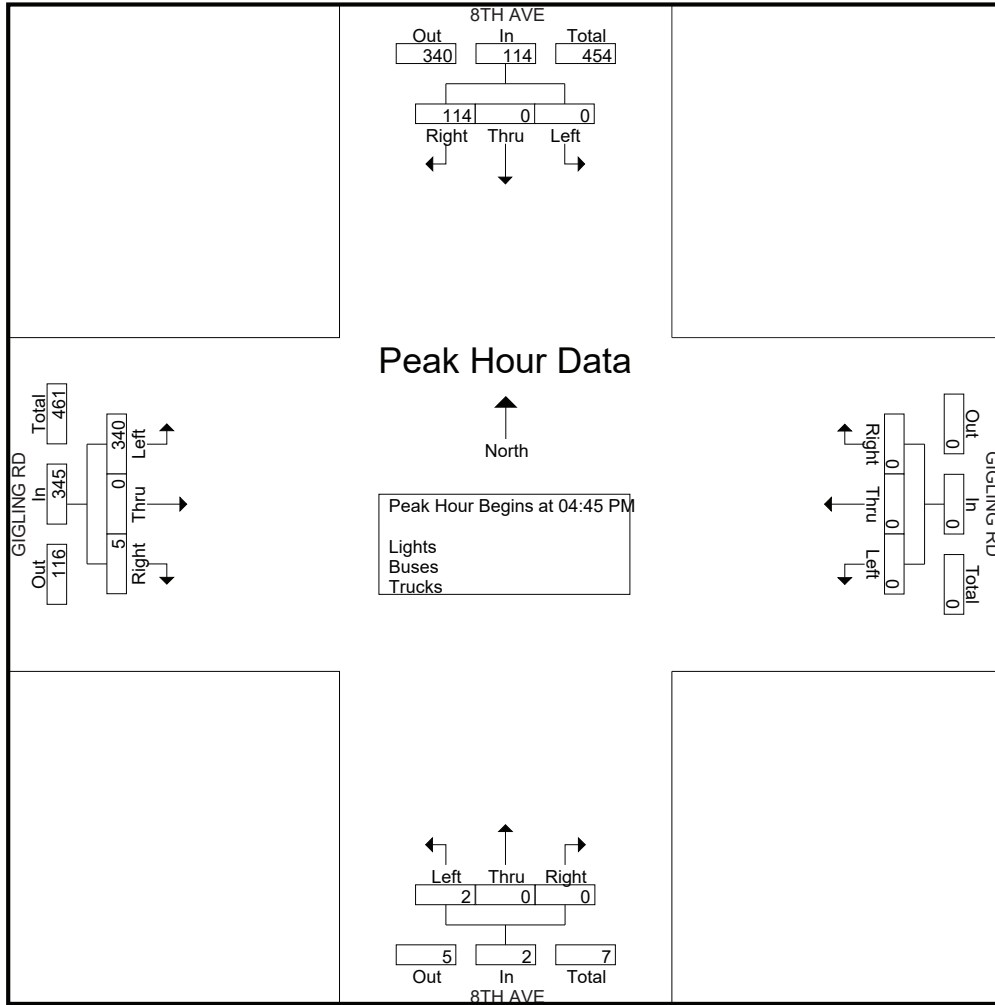 8TH AVE
Out In Total
340 114 454
114 0 0
Right Thru Left
Peak Hour Data
North
Peak Hour Begins at 04:45 PM
Lights
Buses
Trucks
GIGLING RD
Total In Out
461 345 116
340 0 5
Left Thru Right
GIGLING RD
Out In Total
0 0 0
0 0 0
Right Thru Left
Left Thru Right
2 0 0
5 2 7
Out In Total
8TH AVE